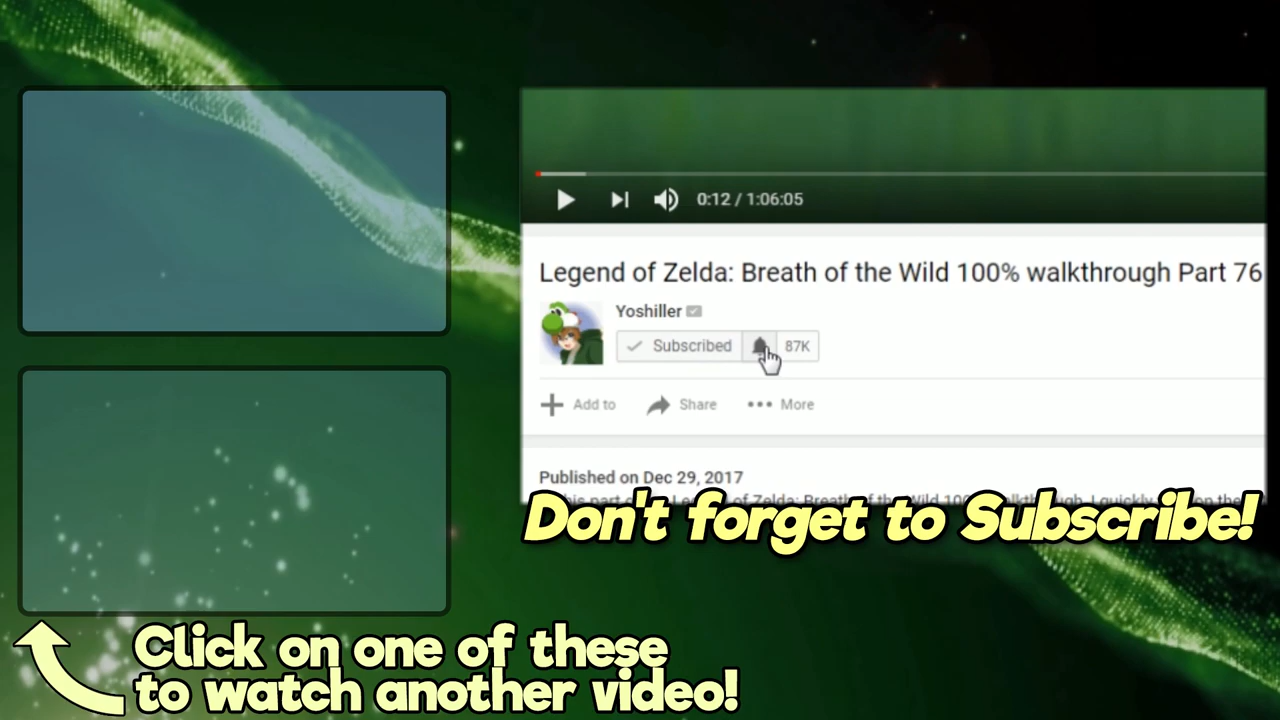 0:12 / 1:06:05
Legend of Zelda: Breath of the Wild 100% walkthrough Part 76
Yoshiller
Subscribed 87K
Add to Share More
Published on Dec 29, 2017
Don't forget to Subscribe!
Click on one of these
to watch another video!